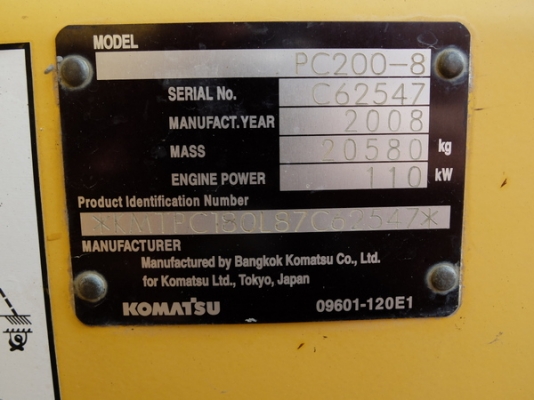 MODEL
PC200-8
SERIAL No. C62547
MANUFACT.YEAR 2008
MASS 20580 kg
ENGINE POWER 110 kW
Product Identification Number
*KMTPC180L87C62547*
MANUFACTURER
Manufactured by Bangkok Komatsu Co., Ltd.
for Komatsu Ltd., Tokyo, Japan
KOMATSU 09601-120E1